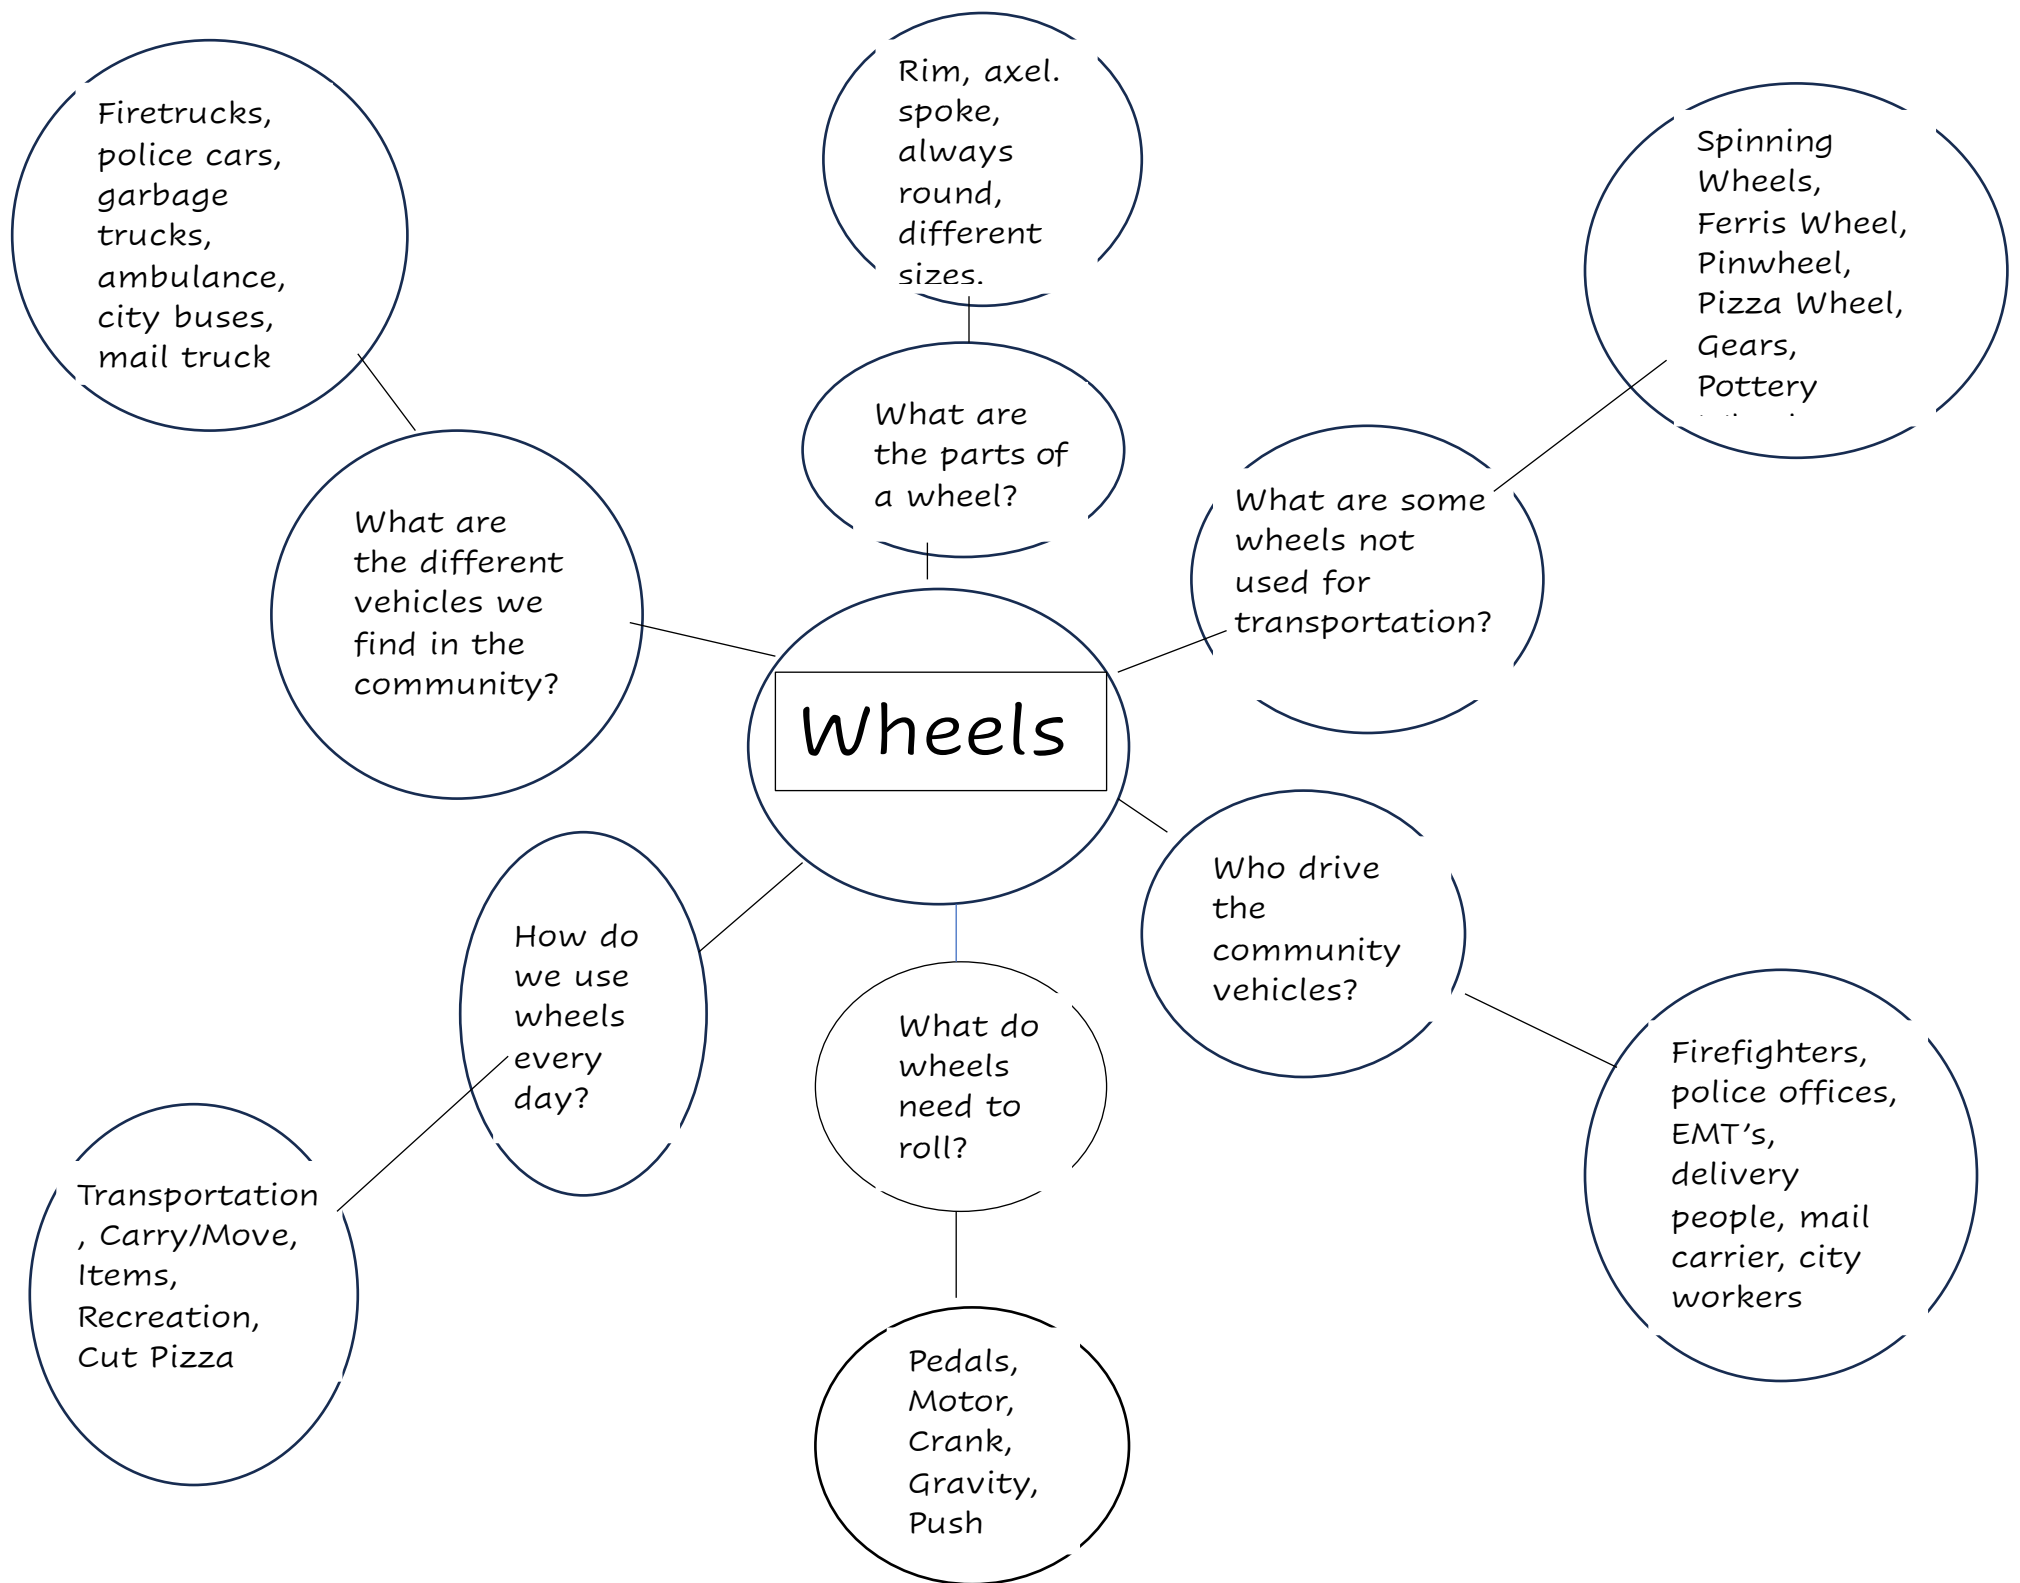 Rim, axel.
spoke,
always
round,
different
sizes.
Firetrucks,
police cars,
garbage
trucks,
ambulance,
city buses,
mail truck
Spinning
Wheels,
Ferris Wheel,
Pinwheel,
Pizza Wheel,
Gears,
Pottery
What are
the parts of
a wheel?
What are
the different
vehicles we
find in the
community?
What are some
wheels not
used for
transportation?
Wheels
How do
we use
wheels
every
day?
What do
wheels
need to
roll?
Who drive
the
community
vehicles?
Transportation
, Carry/Move,
Items,
Recreation,
Cut Pizza
Pedals,
Motor,
Crank,
Gravity,
Push
Firefighters,
police offices,
EMT’s,
delivery
people, mail
carrier, city
workers